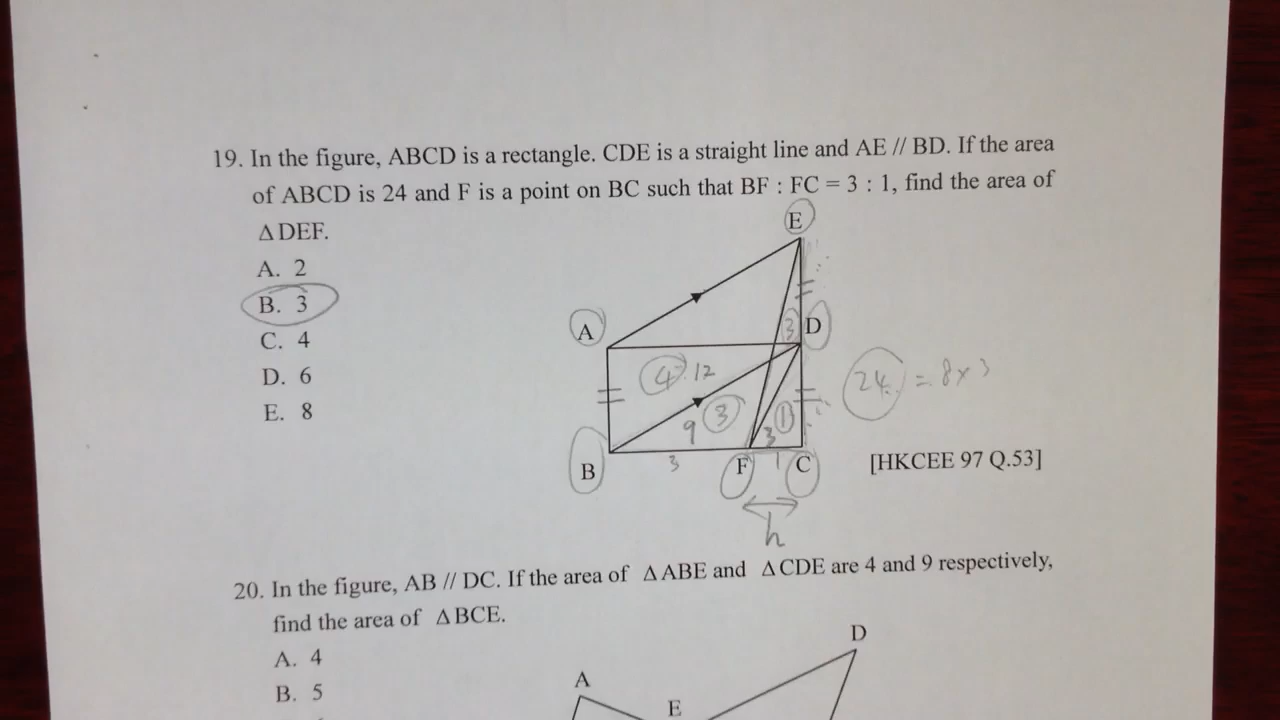 19. In the figure, ABCD is a rectangle. CDE is a straight line and AE // BD. If the area
of ABCD is 24 and F is a point on BC such that BF : FC = 3 : 1, find the area of
Δ DEF.
A. 2
B. 3
C. 4
D. 6
E. 8
E
A
3
D
4
12
24 = 8 x 3
3
1
9
3
B
3
F
1
C
[HKCEE 97 Q.53]
h
20. In the figure, AB // DC. If the area of Δ ABE and Δ CDE are 4 and 9 respectively,
find the area of Δ BCE.
A. 4
B. 5
D
A
E